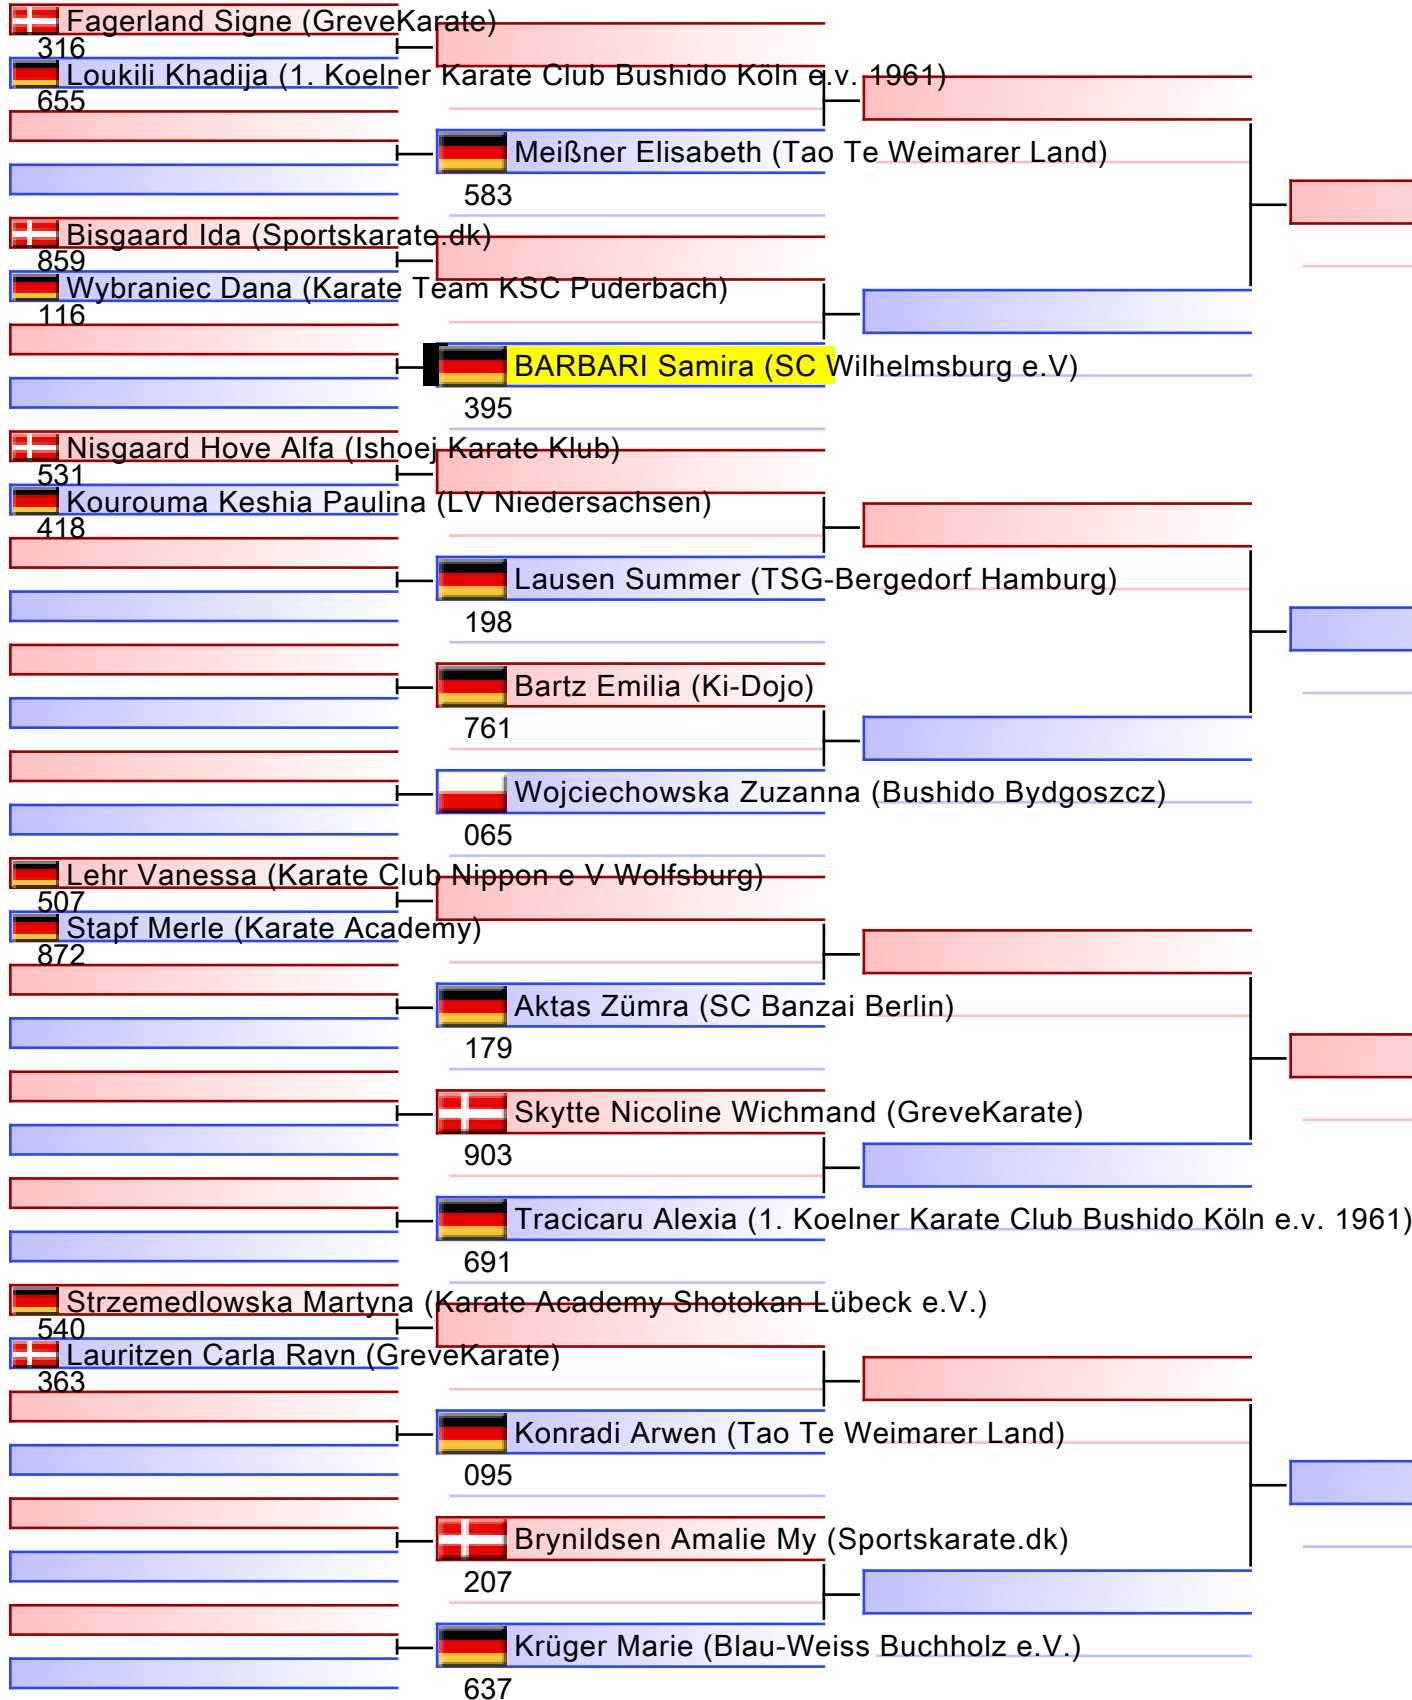 Fagerland Signe (GreveKarate)
316
Loukili Khadija (1. Koelner Karate Club Bushido Köln e.v. 1961)
655
Meißner Elisabeth (Tao Te Weimarer Land)
583
Bisgaard Ida (Sportskarate.dk)
859
Wybraniec Dana (Karate Team KSC Puderbach)
116
BARBARI Samira (SC Wilhelmsburg e.V)
395
Nisgaard Hove Alfa (Ishoej Karate Klub)
531
Kourouma Keshia Paulina (LV Niedersachsen)
418
Lausen Summer (TSG-Bergedorf Hamburg)
198
Bartz Emilia (Ki-Dojo)
761
Wojciechowska Zuzanna (Bushido Bydgoszcz)
065
Lehr Vanessa (Karate Club Nippon e V Wolfsburg)
507
Stapf Merle (Karate Academy)
872
Aktas Zümra (SC Banzai Berlin)
179
Skytte Nicoline Wichmand (GreveKarate)
903
Tracicaru Alexia (1. Koelner Karate Club Bushido Köln e.v. 1961)
691
Strzemedlowska Martyna (Karate Academy Shotokan Lübeck e.V.)
540
Lauritzen Carla Ravn (GreveKarate)
363
Konradi Arwen (Tao Te Weimarer Land)
095
Brynildsen Amalie My (Sportskarate.dk)
207
Krüger Marie (Blau-Weiss Buchholz e.V.)
637